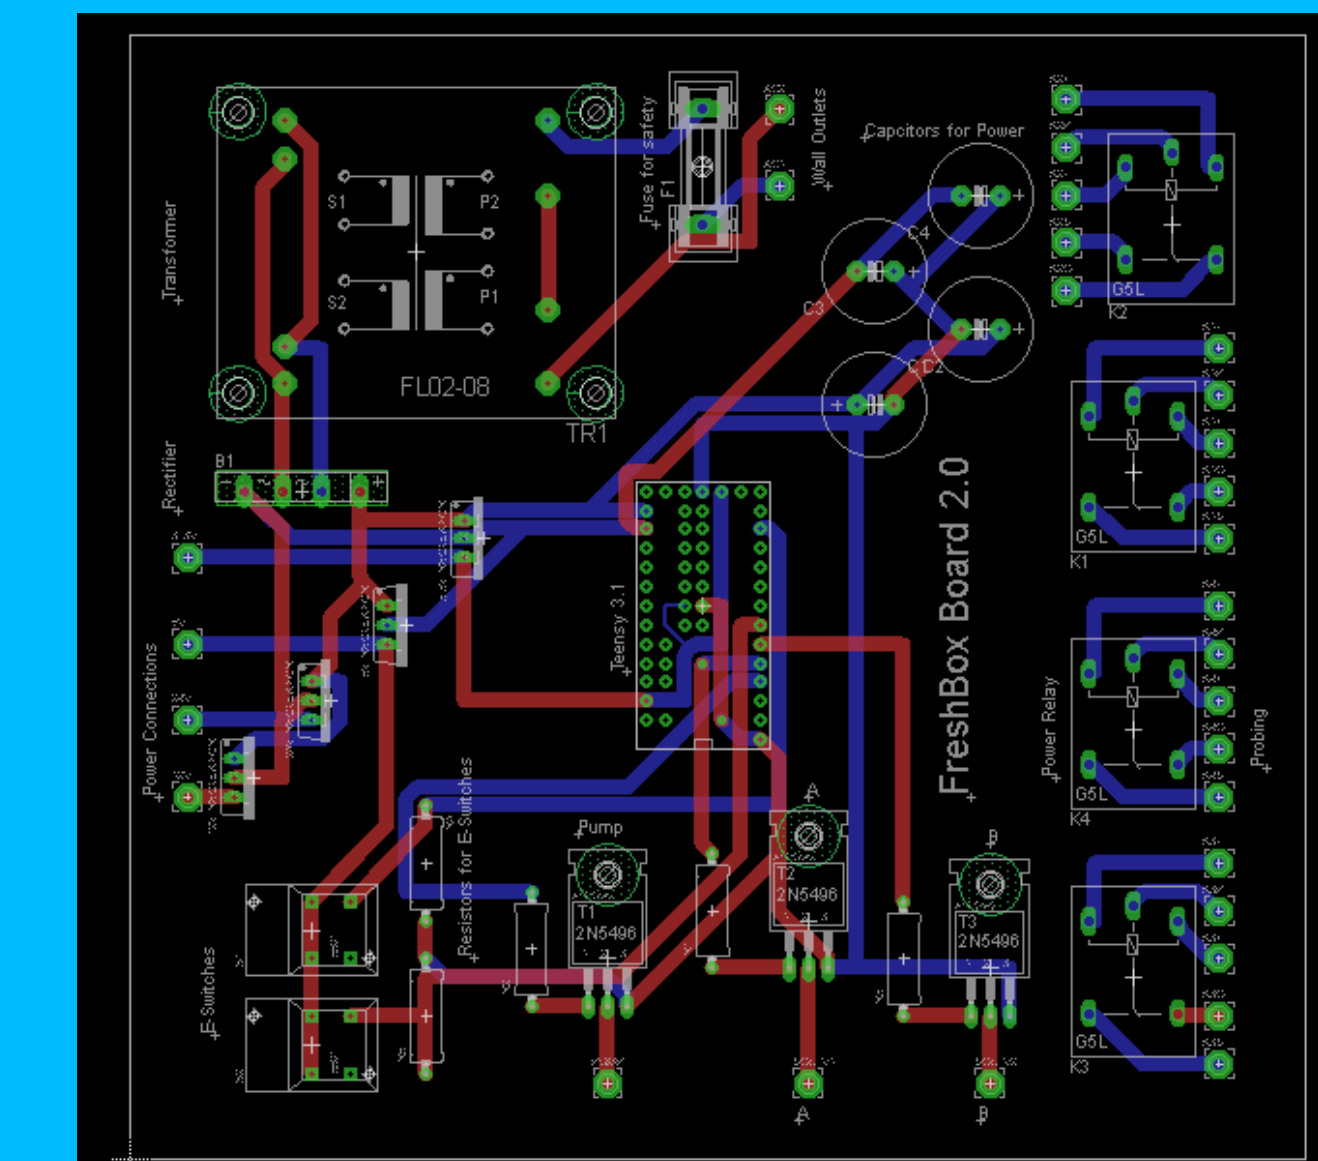 Transformer
S1
P2
S2
P1
FL02-08
TR1
Fuse for safety
F1
Wall Outlets
Capcitors for Power
C4
C3
C2
G5L
K2
Rectifier
B1
Teensy 3.1
FreshBox Board 2.0
G5L
K1
Power Connections
Power Relay
Probing
G5L
K4
Resistors for E-Switches
Pump
T1
2N5496
A
T2
2N5496
B
T3
2N5496
E-Switches
G5L
K3
A
B